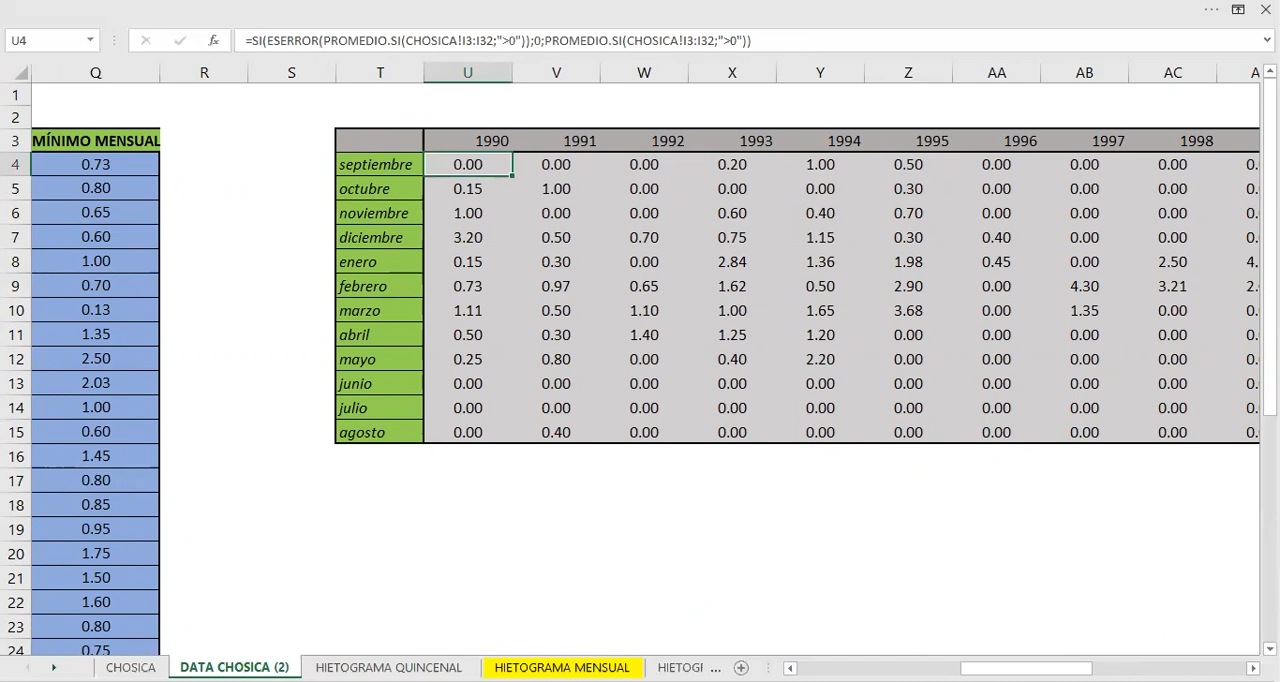 U4 fx =SI(ESERROR(PROMEDIO.SI(CHOSICA!I3:I32;">0"));0;PROMEDIO.SI(CHOSICA!I3:I32;">0"))
Q R S T U V W X Y Z AA AB AC A
1
2
3 MÍNIMO MENSUAL 1990 1991 1992 1993 1994 1995 1996 1997 1998
4 0.73 septiembre 0.00 0.00 0.00 0.20 1.00 0.50 0.00 0.00 0.00 0.
5 0.80 octubre 0.15 1.00 0.00 0.00 0.00 0.30 0.00 0.00 0.00 0.
6 0.65 noviembre 1.00 0.00 0.00 0.60 0.40 0.70 0.00 0.00 0.00 0.
7 0.60 diciembre 3.20 0.50 0.70 0.75 1.15 0.30 0.40 0.00 0.00 0.
8 1.00 enero 0.15 0.30 0.00 2.84 1.36 1.98 0.45 0.00 2.50 4.
9 0.70 febrero 0.73 0.97 0.65 1.62 0.50 2.90 0.00 4.30 3.21 2.
10 0.13 marzo 1.11 0.50 1.10 1.00 1.65 3.68 0.00 1.35 0.00 0.
11 1.35 abril 0.50 0.30 1.40 1.25 1.20 0.00 0.00 0.00 0.00 0.
12 2.50 mayo 0.25 0.80 0.00 0.40 2.20 0.00 0.00 0.00 0.00 0.
13 2.03 junio 0.00 0.00 0.00 0.00 0.00 0.00 0.00 0.00 0.00 0.
14 1.00 julio 0.00 0.00 0.00 0.00 0.00 0.00 0.00 0.00 0.00 0.
15 0.60 agosto 0.00 0.40 0.00 0.00 0.00 0.00 0.00 0.00 0.00 0.
16 1.45
17 0.80
18 0.85
19 0.95
20 1.75
21 1.50
22 1.60
23 0.80
24 0.75
CHOSICA DATA CHOSICA (2) HIETOGRAMA QUINCENAL HIETOGRAMA MENSUAL HIETOGF ...